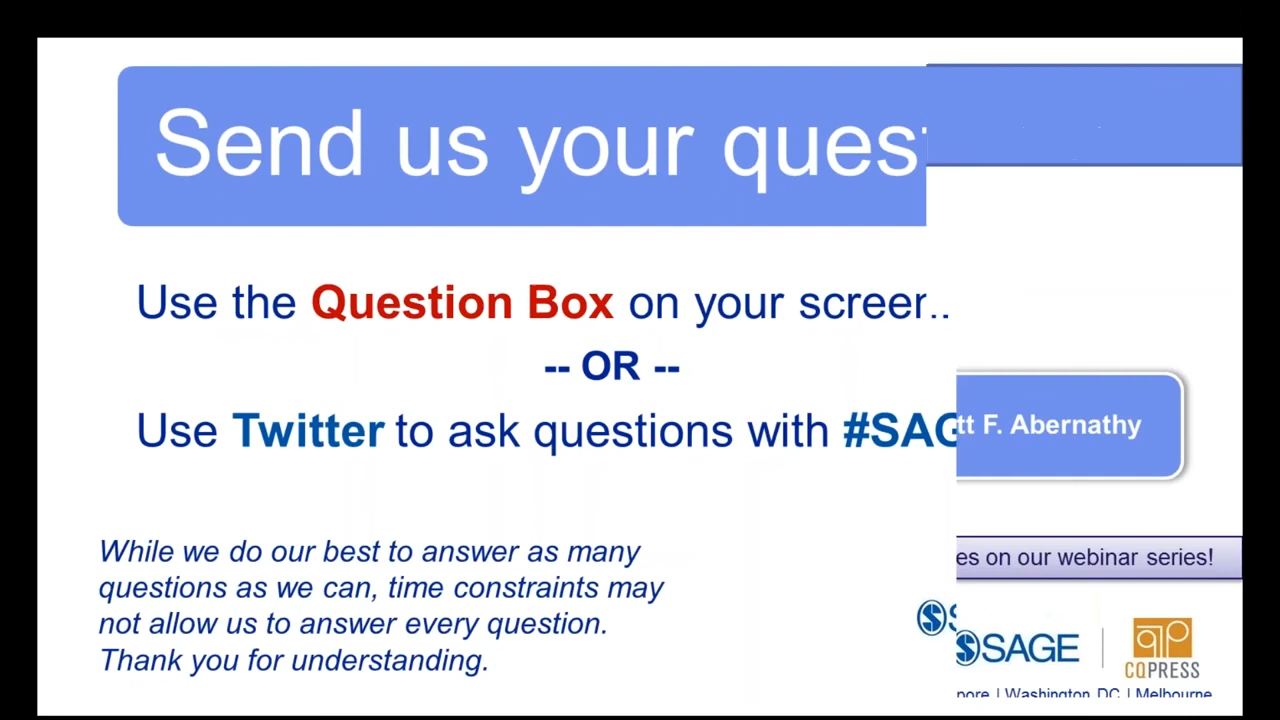 Send us your ques
Use the Question Box on your screer..
-- OR --
Use Twitter to ask questions with #SAG
tt F. Abernathy
While we do our best to answer as many
questions as we can, time constraints may
not allow us to answer every question.
Thank you for understanding.
es on our webinar series!
SAGE
CQPRESS
pore | Washington DC | Melbourne